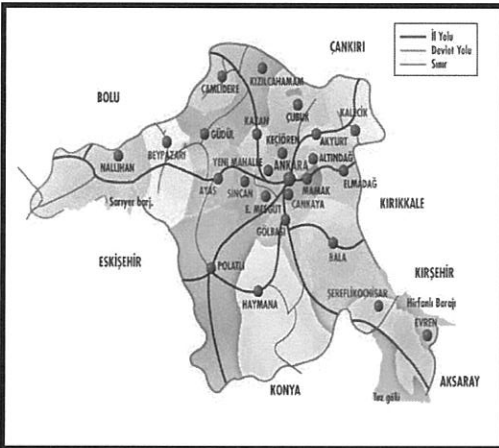 İl Yolu
Devlet Yolu
Sınır
ÇANKIRI
KIZILCAHAMAM
ÇAMLIDERE
BOLU
ÇUBUK
KALECİK
KAZAN
GÜDÜL
KEÇİÖREN
AKYURT
BEYPAZARI
NALLIHAN
YENİ MAHALLE
ANKARA
ALTINDAĞ
AYAŞ
SİNCAN
MAMAK
ELMADAĞ
Sarıyer barj.
E. MESGUT
ÇANKAYA
KIRIKKALE
GÖLBAŞI
ESKİŞEHİR
POLATLI
BALA
KIRŞEHİR
HAYMANA
ŞEREFLİKOÇHİSAR
Hirfanlı Barajı
EVREN
KONYA
AKSARAY
Tuz gölü